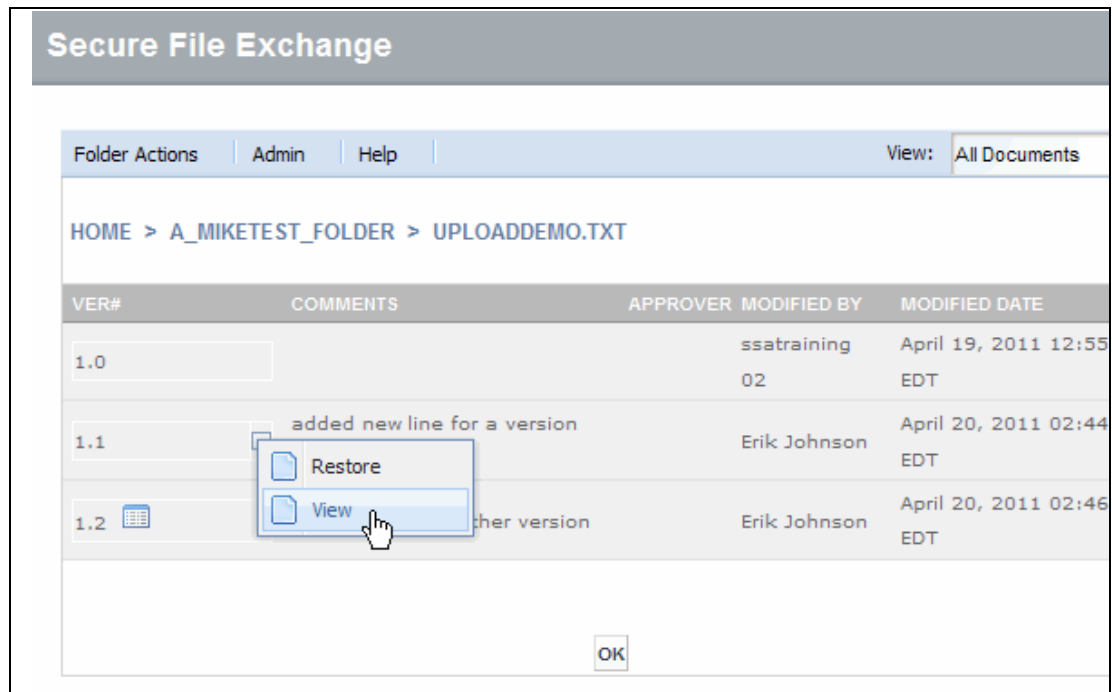 Secure File Exchange
Folder Actions Admin Help View: All Documents
HOME > A_MIKETEST_FOLDER > UPLOADDEMO.TXT
VER# COMMENTS APPROVER MODIFIED BY MODIFIED DATE
1.0 ssatraining 02 April 19, 2011 12:55 EDT
1.1 added new line for a version Erik Johnson April 20, 2011 02:44 EDT
Restore
View
1.2 version Erik Johnson April 20, 2011 02:46 EDT
OK